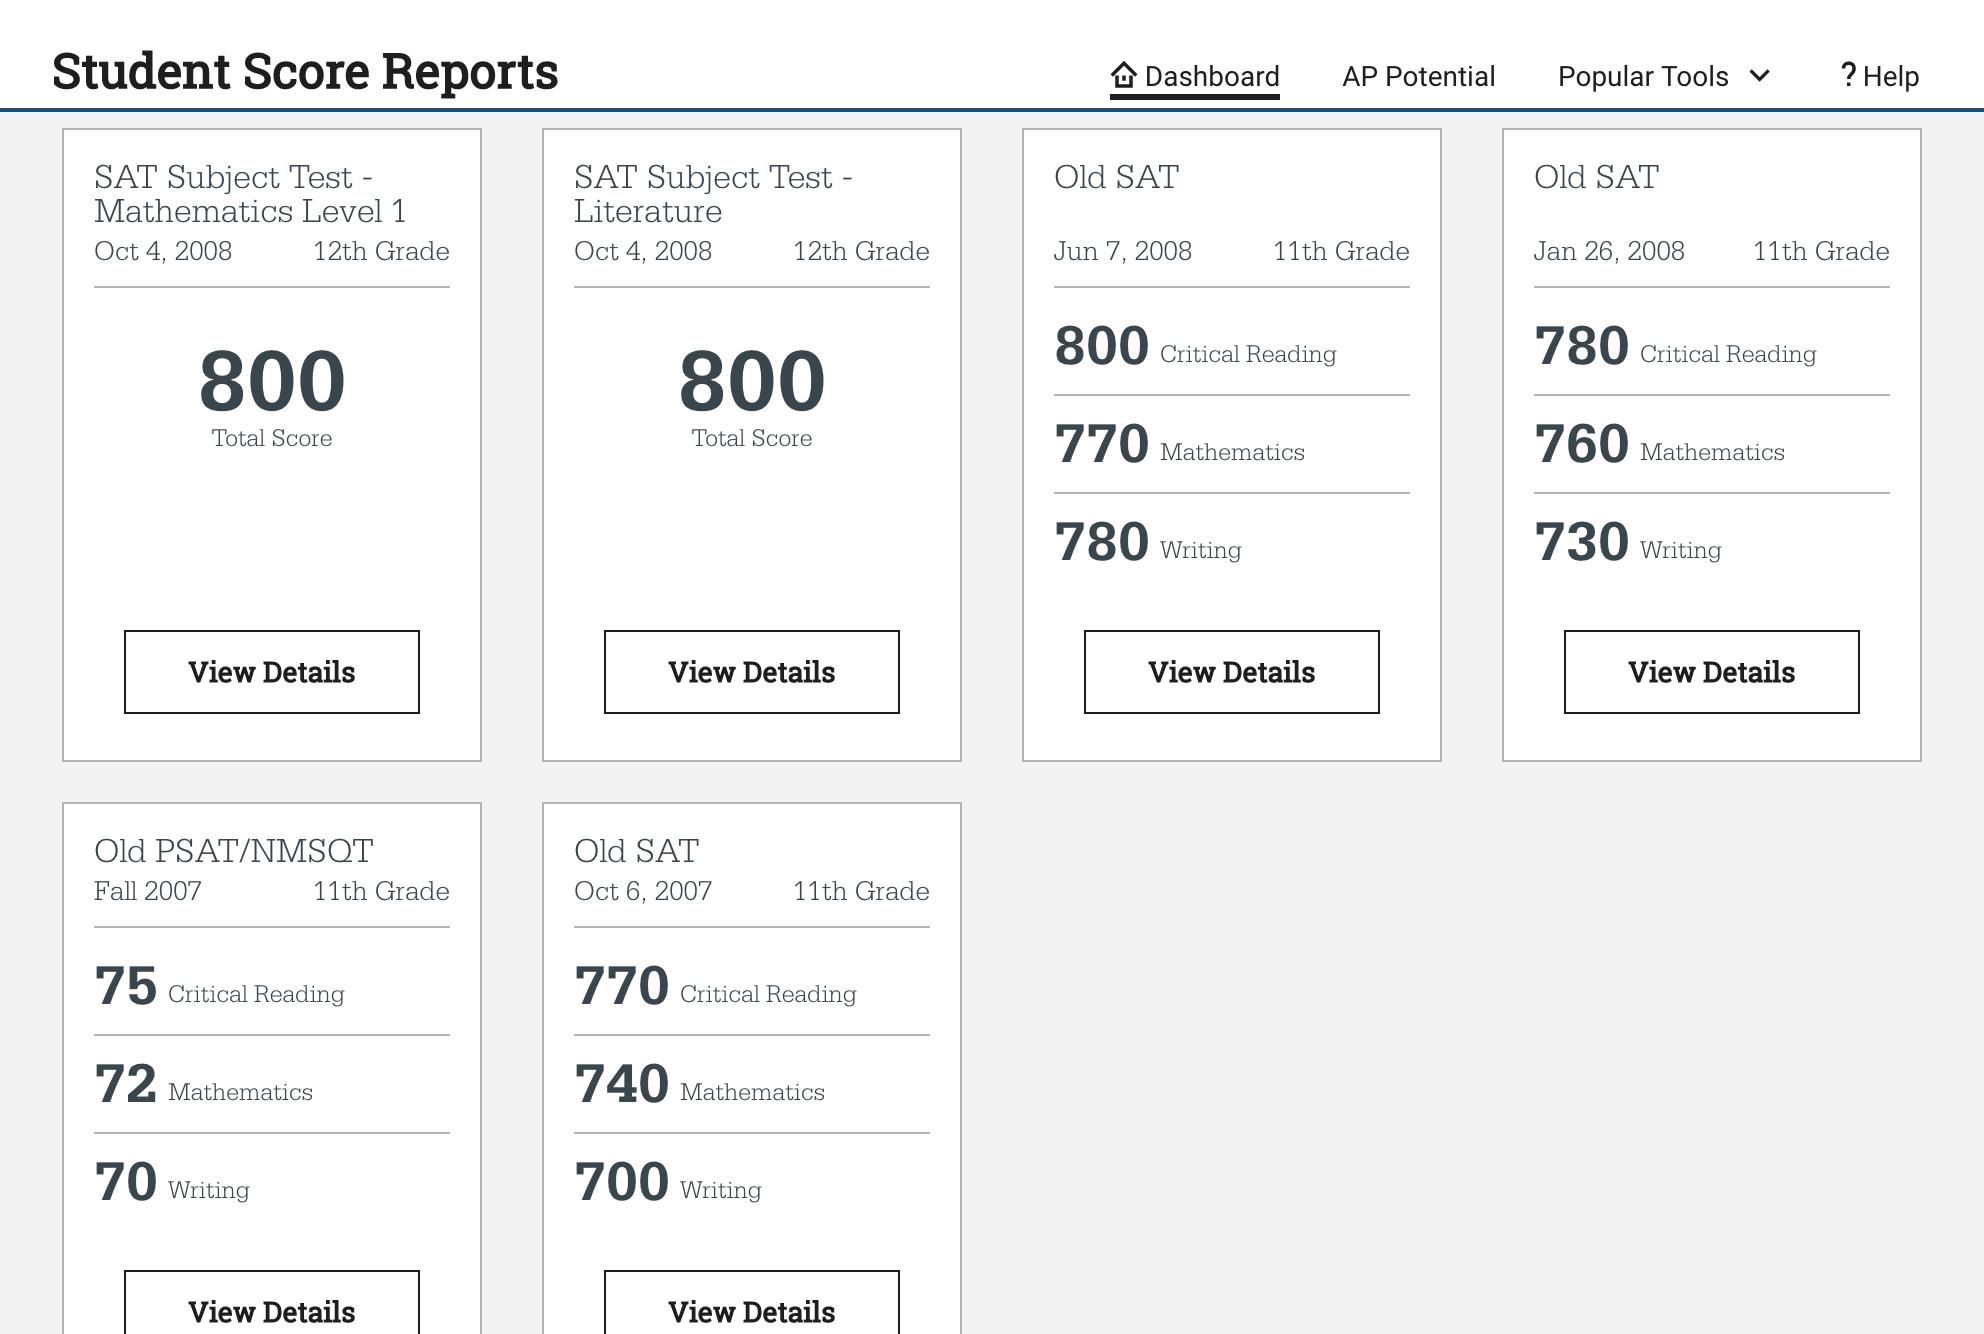 Student Score Reports
Dashboard
AP Potential
Popular Tools
? Help
SAT Subject Test -
Mathematics Level 1
Oct 4, 2008 12th Grade
800
Total Score
View Details
SAT Subject Test -
Literature
Oct 4, 2008 12th Grade
800
Total Score
View Details
Old SAT
Jun 7, 2008 11th Grade
800 Critical Reading
770 Mathematics
780 Writing
View Details
Old SAT
Jan 26, 2008 11th Grade
780 Critical Reading
760 Mathematics
730 Writing
View Details
Old PSAT/NMSQT
Fall 2007 11th Grade
75 Critical Reading
72 Mathematics
70 Writing
View Details
Old SAT
Oct 6, 2007 11th Grade
770 Critical Reading
740 Mathematics
700 Writing
View Details